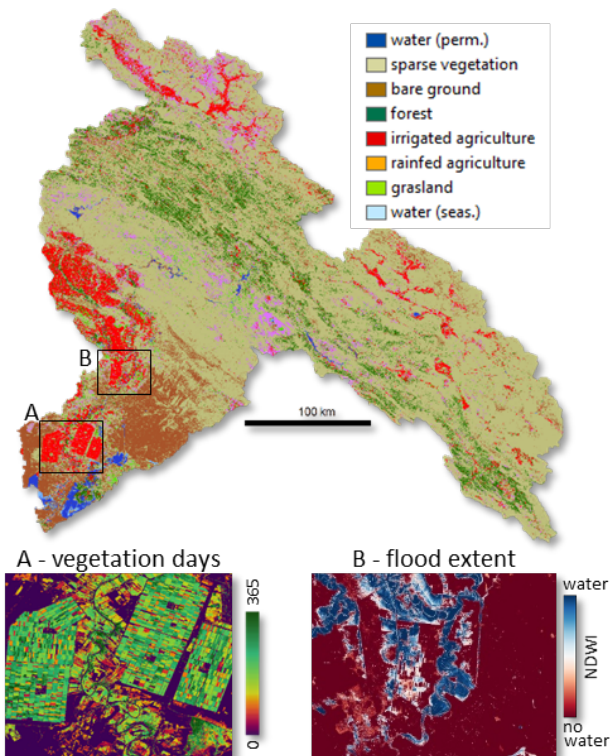 water (perm.)
sparse vegetation
bare ground
forest
irrigated agriculture
rainfed agriculture
grasland
water (seas.)
B
A
100 km
A - vegetation days
B - flood extent
365
0
water
NDWI
no
water